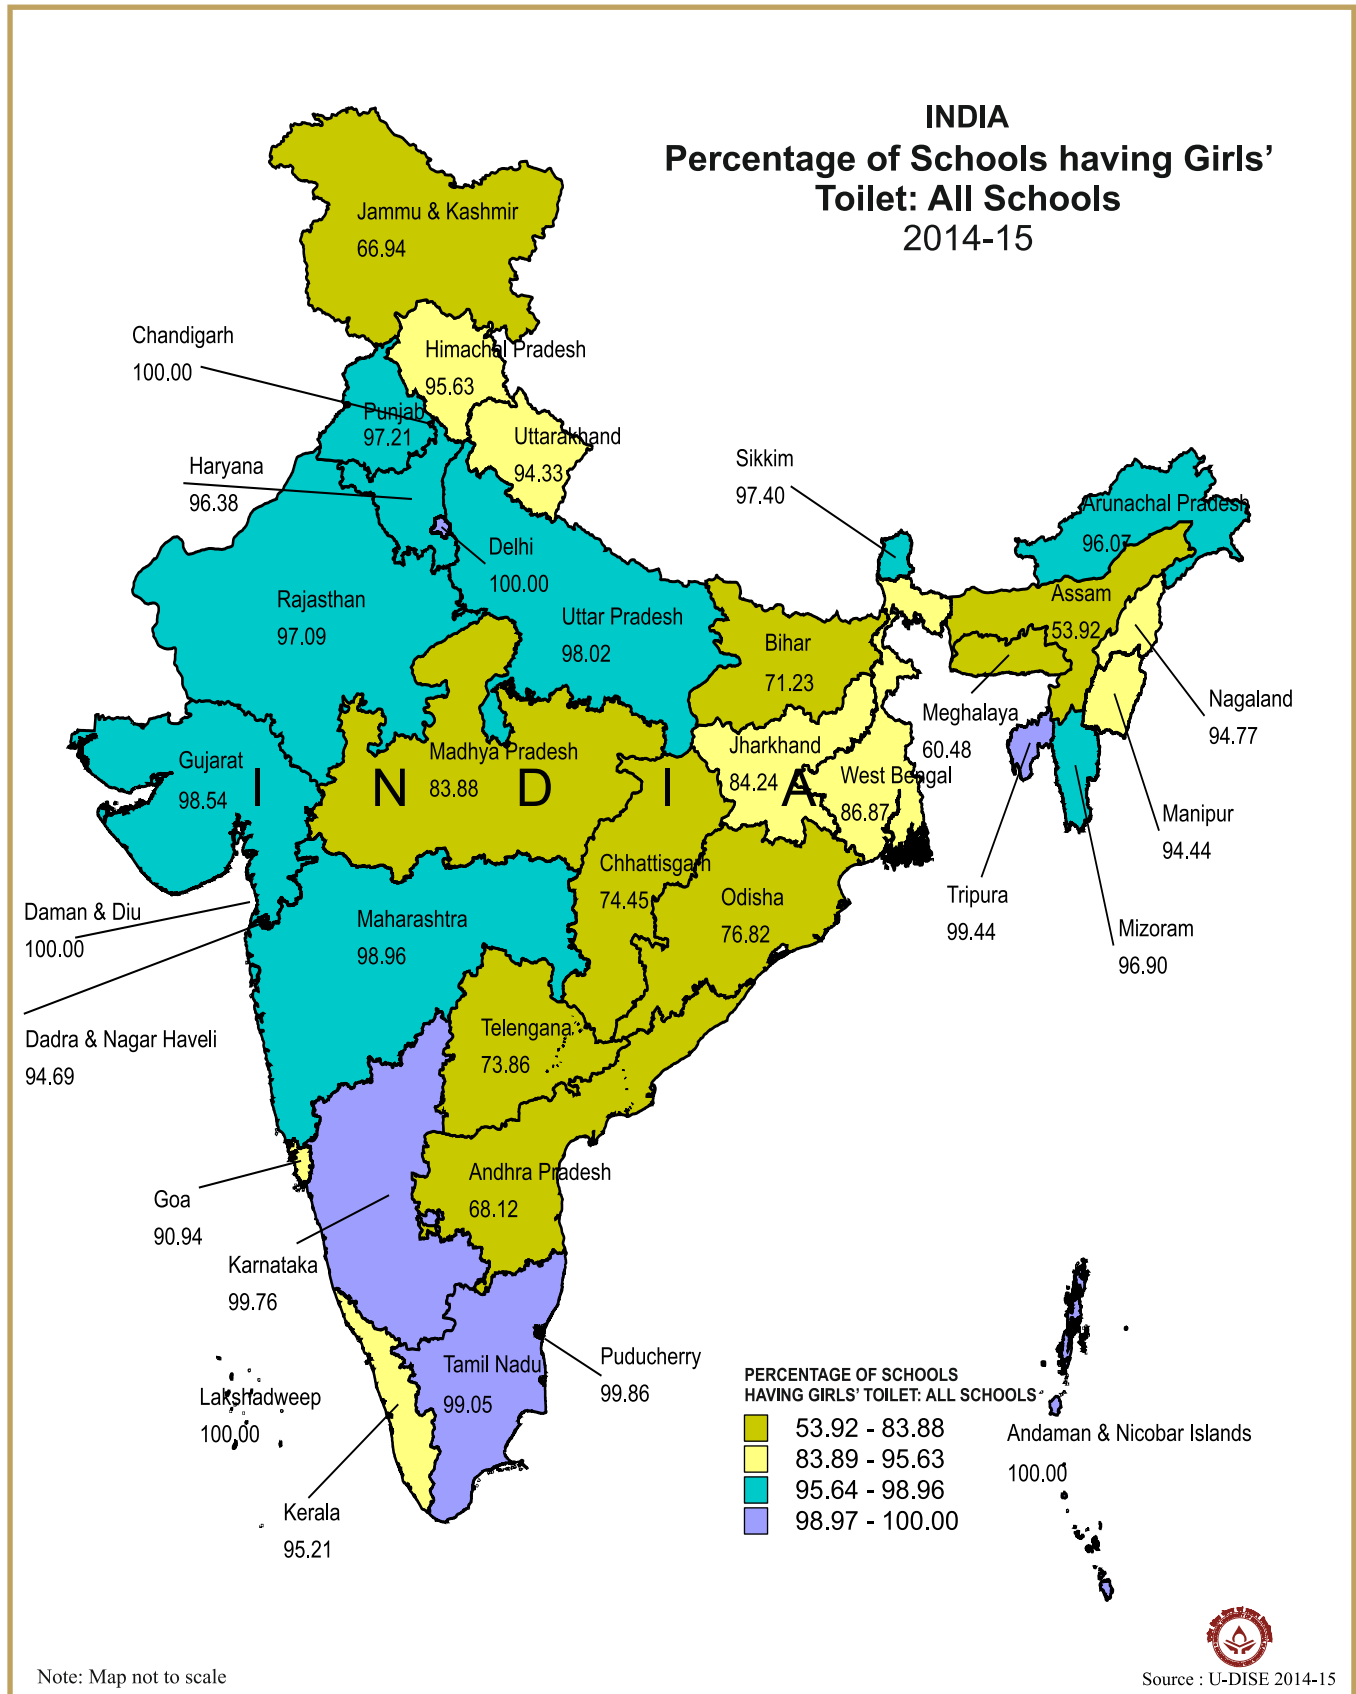 INDIA
Percentage of Schools having Girls’
Toilet: All Schools
2014-15
Jammu & Kashmir
66.94
Chandigarh
100.00
Himachal Pradesh
95.63
Punjab
97.21
Uttarakhand
94.33
Haryana
96.38
Sikkim
97.40
Arunachal Pradesh
96.07
Delhi
100.00
Rajasthan
97.09
Uttar Pradesh
98.02
Bihar
71.23
Assam
53.92
Meghalaya
60.48
Nagaland
94.77
Gujarat
98.54
Madhya Pradesh
83.88
Jharkhand
84.24
West Bengal
86.87
I N D I A
Manipur
94.44
Chhattisgarh
74.45
Odisha
76.82
Tripura
99.44
Mizoram
96.90
Daman & Diu
100.00
Maharashtra
98.96
Dadra & Nagar Haveli
94.69
Telengana
73.86
Andhra Pradesh
68.12
Goa
90.94
Karnataka
99.76
Tamil Nadu
99.05
Puducherry
99.86
Lakshadweep
100.00
Kerala
95.21
PERCENTAGE OF SCHOOLS
HAVING GIRLS’ TOILET: ALL SCHOOLS
53.92 - 83.88
83.89 - 95.63
95.64 - 98.96
98.97 - 100.00
Andaman & Nicobar Islands
100.00
Note: Map not to scale
Source : U-DISE 2014-15